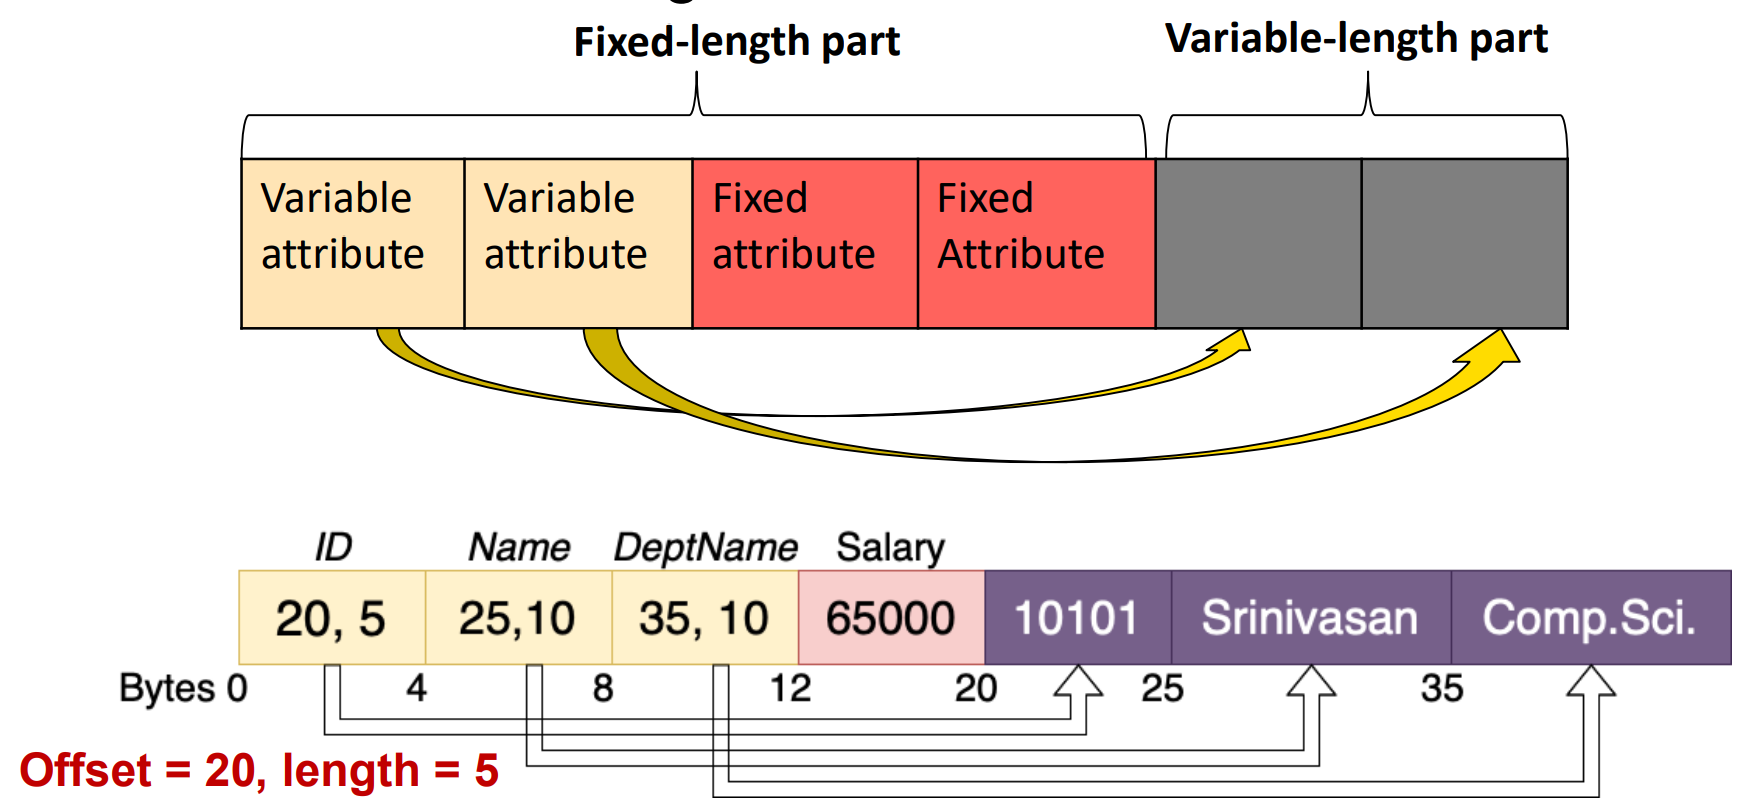 Fixed-length part
Variable-length part
Variable attribute
Variable attribute
Fixed attribute
Fixed Attribute
ID Name DeptName Salary
20, 5 25,10 35, 10 65000 10101 Srinivasan Comp.Sci.
Bytes 0 4 8 12 20 25 35
Offset = 20, length = 5